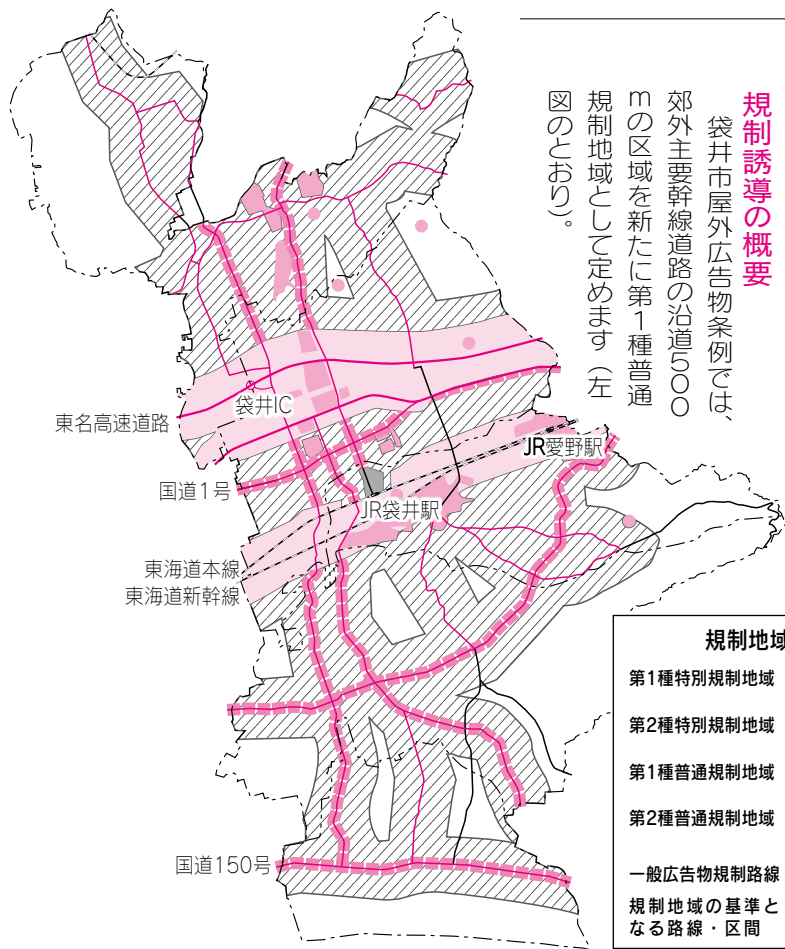 規制誘導の概要
袋井市屋外広告物条例では、
郊外主要幹線道路の沿道500
mの区域を新たに第1種普通
規制地域として定めます（左
図のとおり）。
袋井IC
東名高速道路
JR愛野駅
国道1号
JR袋井駅
東海道本線
東海道新幹線
国道150号
規制地域
第1種特別規制地域
第2種特別規制地域
第1種普通規制地域
第2種普通規制地域
一般広告物規制路線
規制地域の基準と
なる路線・区間